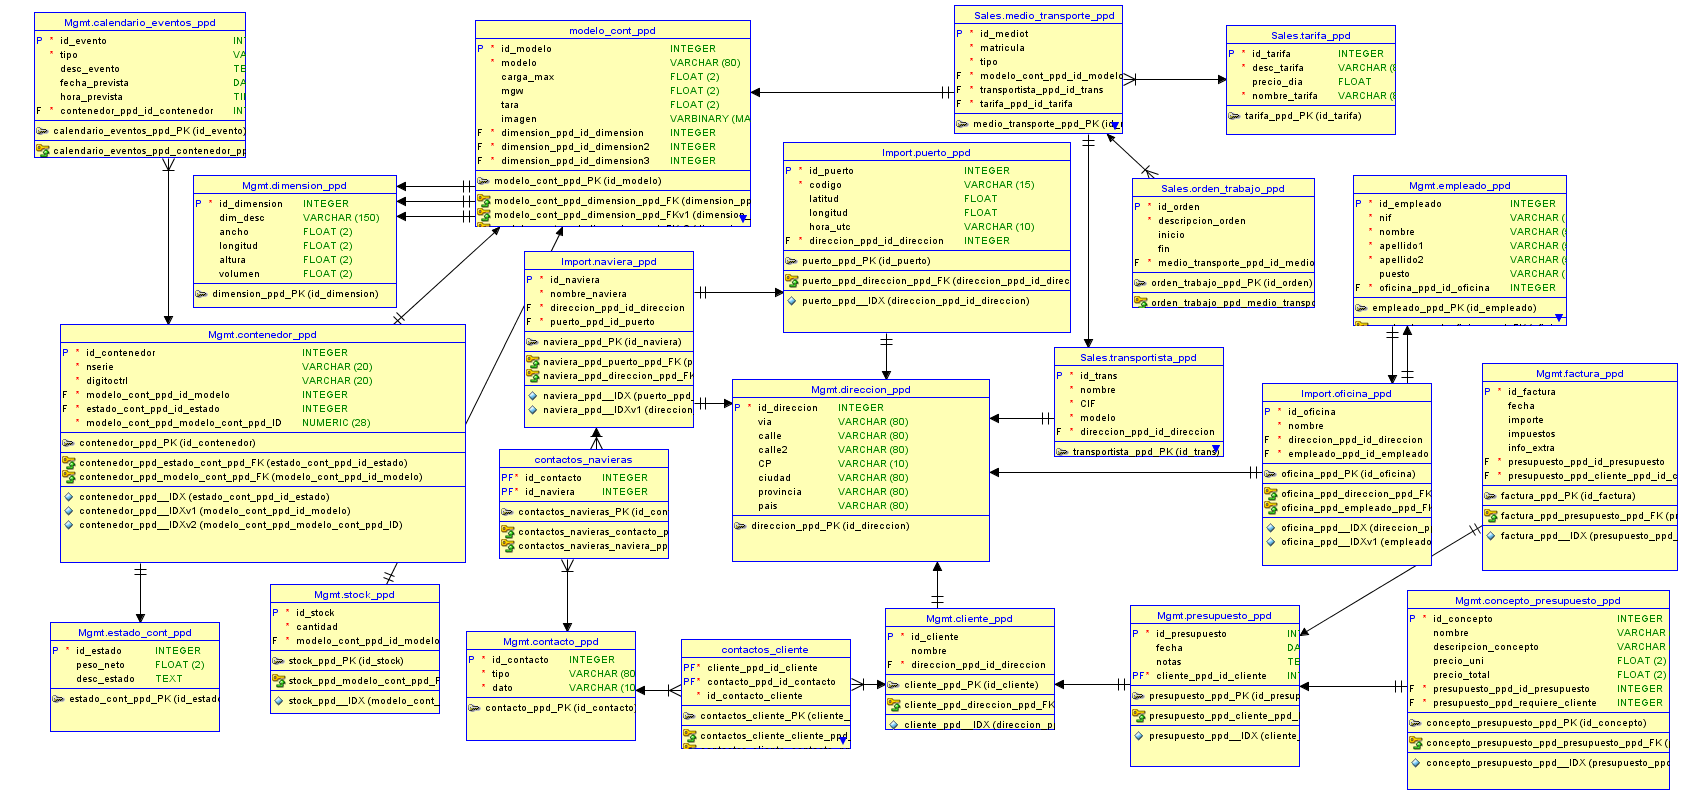 Mgmt.calendario_eventos_ppd
P * id_evento IN
* tipo VA
desc_evento TE
fecha_prevista DA
hora_prevista TI
F * contenedor_ppd_id_contenedor IN
calendario_eventos_ppd_PK (id_evento)
calendario_eventos_ppd_contenedor_pp
modelo_cont_ppd
P * id_modelo INTEGER
* modelo VARCHAR (80)
carga_max FLOAT (2)
mgw FLOAT (2)
tara FLOAT (2)
imagen VARBINARY (MA
F * dimension_ppd_id_dimension INTEGER
F * dimension_ppd_id_dimension2 INTEGER
F * dimension_ppd_id_dimension3 INTEGER
modelo_cont_ppd_PK (id_modelo)
modelo_cont_ppd_dimension_ppd_FK (dimension_pp
modelo_cont_ppd_dimension_ppd_FKv1 (dimensio
Sales.medio_transporte_ppd
P * id_mediot
* matricula
* tipo
F * modelo_cont_ppd_id_modelo
F * transportista_ppd_id_trans
F * tarifa_ppd_id_tarifa
medio_transporte_ppd_PK (id_
Sales.tarifa_ppd
P * id_tarifa INTEGER
* desc_tarifa VARCHAR (8
precio_dia FLOAT
* nombre_tarifa VARCHAR (8
tarifa_ppd_PK (id_tarifa)
Mgmt.dimension_ppd
P * id_dimension INTEGER
dim_desc VARCHAR (150)
ancho FLOAT (2)
longitud FLOAT (2)
altura FLOAT (2)
volumen FLOAT (2)
dimension_ppd_PK (id_dimension)
Import.puerto_ppd
P * id_puerto INTEGER
* codigo VARCHAR (15)
latitud FLOAT
longitud FLOAT
hora_utc VARCHAR (10)
F * direccion_ppd_id_direccion INTEGER
puerto_ppd_PK (id_puerto)
puerto_ppd_direccion_ppd_FK (direccion_ppd_id_direc
puerto_ppd__IDX (direccion_ppd_id_direccion)
Sales.orden_trabajo_ppd
P * id_orden
* descripcion_orden
inicio
fin
F * medio_transporte_ppd_id_medio
orden_trabajo_ppd_PK (id_orden)
orden_trabajo_ppd_medio_transpo
Mgmt.empleado_ppd
P * id_empleado INTEGER
* nif VARCHAR (
* nombre VARCHAR (
* apellido1 VARCHAR (
* apellido2 VARCHAR (
puesto VARCHAR (
F * oficina_ppd_id_oficina INTEGER
empleado_ppd_PK (id_empleado)
Import.naviera_ppd
P * id_naviera
* nombre_naviera
F * direccion_ppd_id_direccion
F * puerto_ppd_id_puerto
naviera_ppd_PK (id_naviera)
naviera_ppd_puerto_ppd_FK (p
naviera_ppd_direccion_ppd_FK
naviera_ppd__IDX (puerto_ppd_
naviera_ppd__IDXv1 (direccion
Mgmt.contenedor_ppd
P * id_contenedor INTEGER
* nserie VARCHAR (20)
* digitoctrl VARCHAR (20)
F * modelo_cont_ppd_id_modelo INTEGER
F * estado_cont_ppd_id_estado INTEGER
* modelo_cont_ppd_modelo_cont_ppd_ID NUMERIC (28)
contenedor_ppd_PK (id_contenedor)
contenedor_ppd_estado_cont_ppd_FK (estado_cont_ppd_id_estado)
contenedor_ppd_modelo_cont_ppd_FK (modelo_cont_ppd_id_modelo)
contenedor_ppd__IDX (estado_cont_ppd_id_estado)
contenedor_ppd__IDXv1 (modelo_cont_ppd_id_modelo)
contenedor_ppd__IDXv2 (modelo_cont_ppd_modelo_cont_ppd_ID)
Mgmt.direccion_ppd
P * id_direccion INTEGER
via VARCHAR (80)
calle VARCHAR (80)
calle2 VARCHAR (80)
CP VARCHAR (10)
ciudad VARCHAR (80)
provincia VARCHAR (80)
pais VARCHAR (80)
direccion_ppd_PK (id_direccion)
Sales.transportista_ppd
P * id_trans
* nombre
* CIF
* modelo
F * direccion_ppd_id_direccion
transportista_ppd_PK (id_trans)
Import.oficina_ppd
P * id_oficina
* nombre
F * direccion_ppd_id_direccion
F * empleado_ppd_id_empleado
oficina_ppd_PK (id_oficina)
oficina_ppd_direccion_ppd_FK
oficina_ppd_empleado_ppd_FK
oficina_ppd__IDX (direccion_p
oficina_ppd__IDXv1 (empleado
Mgmt.factura_ppd
P * id_factura
fecha
importe
impuestos
info_extra
F * presupuesto_ppd_id_presupuesto
F * presupuesto_ppd_cliente_ppd_id_c
factura_ppd_PK (id_factura)
factura_ppd_presupuesto_ppd_FK (pr
factura_ppd__IDX (presupuesto_ppd_
contactos_navieras
PF* id_contacto INTEGER
PF* id_naviera INTEGER
contactos_navieras_PK (id_con
contactos_navieras_contacto_p
contactos_navieras_naviera_pp
Mgmt.stock_ppd
P * id_stock
* cantidad
F * modelo_cont_ppd_id_modelo
stock_ppd_PK (id_stock)
stock_ppd_modelo_cont_ppd_F
stock_ppd__IDX (modelo_cont_
Mgmt.estado_cont_ppd
P * id_estado INTEGER
peso_neto FLOAT (2)
desc_estado TEXT
estado_cont_ppd_PK (id_estado
Mgmt.contacto_ppd
P * id_contacto INTEGER
* tipo VARCHAR (80
* dato VARCHAR (10
contacto_ppd_PK (id_contacto)
contactos_cliente
PF* cliente_ppd_id_cliente
PF* contacto_ppd_id_contacto
* id_contacto_cliente
contactos_cliente_PK (cliente_
contactos_cliente_cliente_ppd
Mgmt.cliente_ppd
P * id_cliente
nombre
F * direccion_ppd_id_direccion
cliente_ppd_PK (id_cliente)
cliente_ppd_direccion_ppd_FK
cliente_ppd__IDX (direccion_p
Mgmt.presupuesto_ppd
P * id_presupuesto IN
* fecha DA
notas TE
PF* cliente_ppd_id_cliente IN
presupuesto_ppd_PK (id_presup
presupuesto_ppd_cliente_ppd_
presupuesto_ppd__IDX (cliente_
Mgmt.concepto_presupuesto_ppd
P * id_concepto INTEGER
nombre VARCHAR
descripcion_concepto VARCHAR
precio_uni FLOAT (2)
precio_total FLOAT (2)
F * presupuesto_ppd_id_presupuesto INTEGER
F * presupuesto_ppd_requiere_cliente INTEGER
concepto_presupuesto_ppd_PK (id_concepto)
concepto_presupuesto_ppd_presupuesto_ppd_FK (
concepto_presupuesto_ppd__IDX (presupuesto_ppd